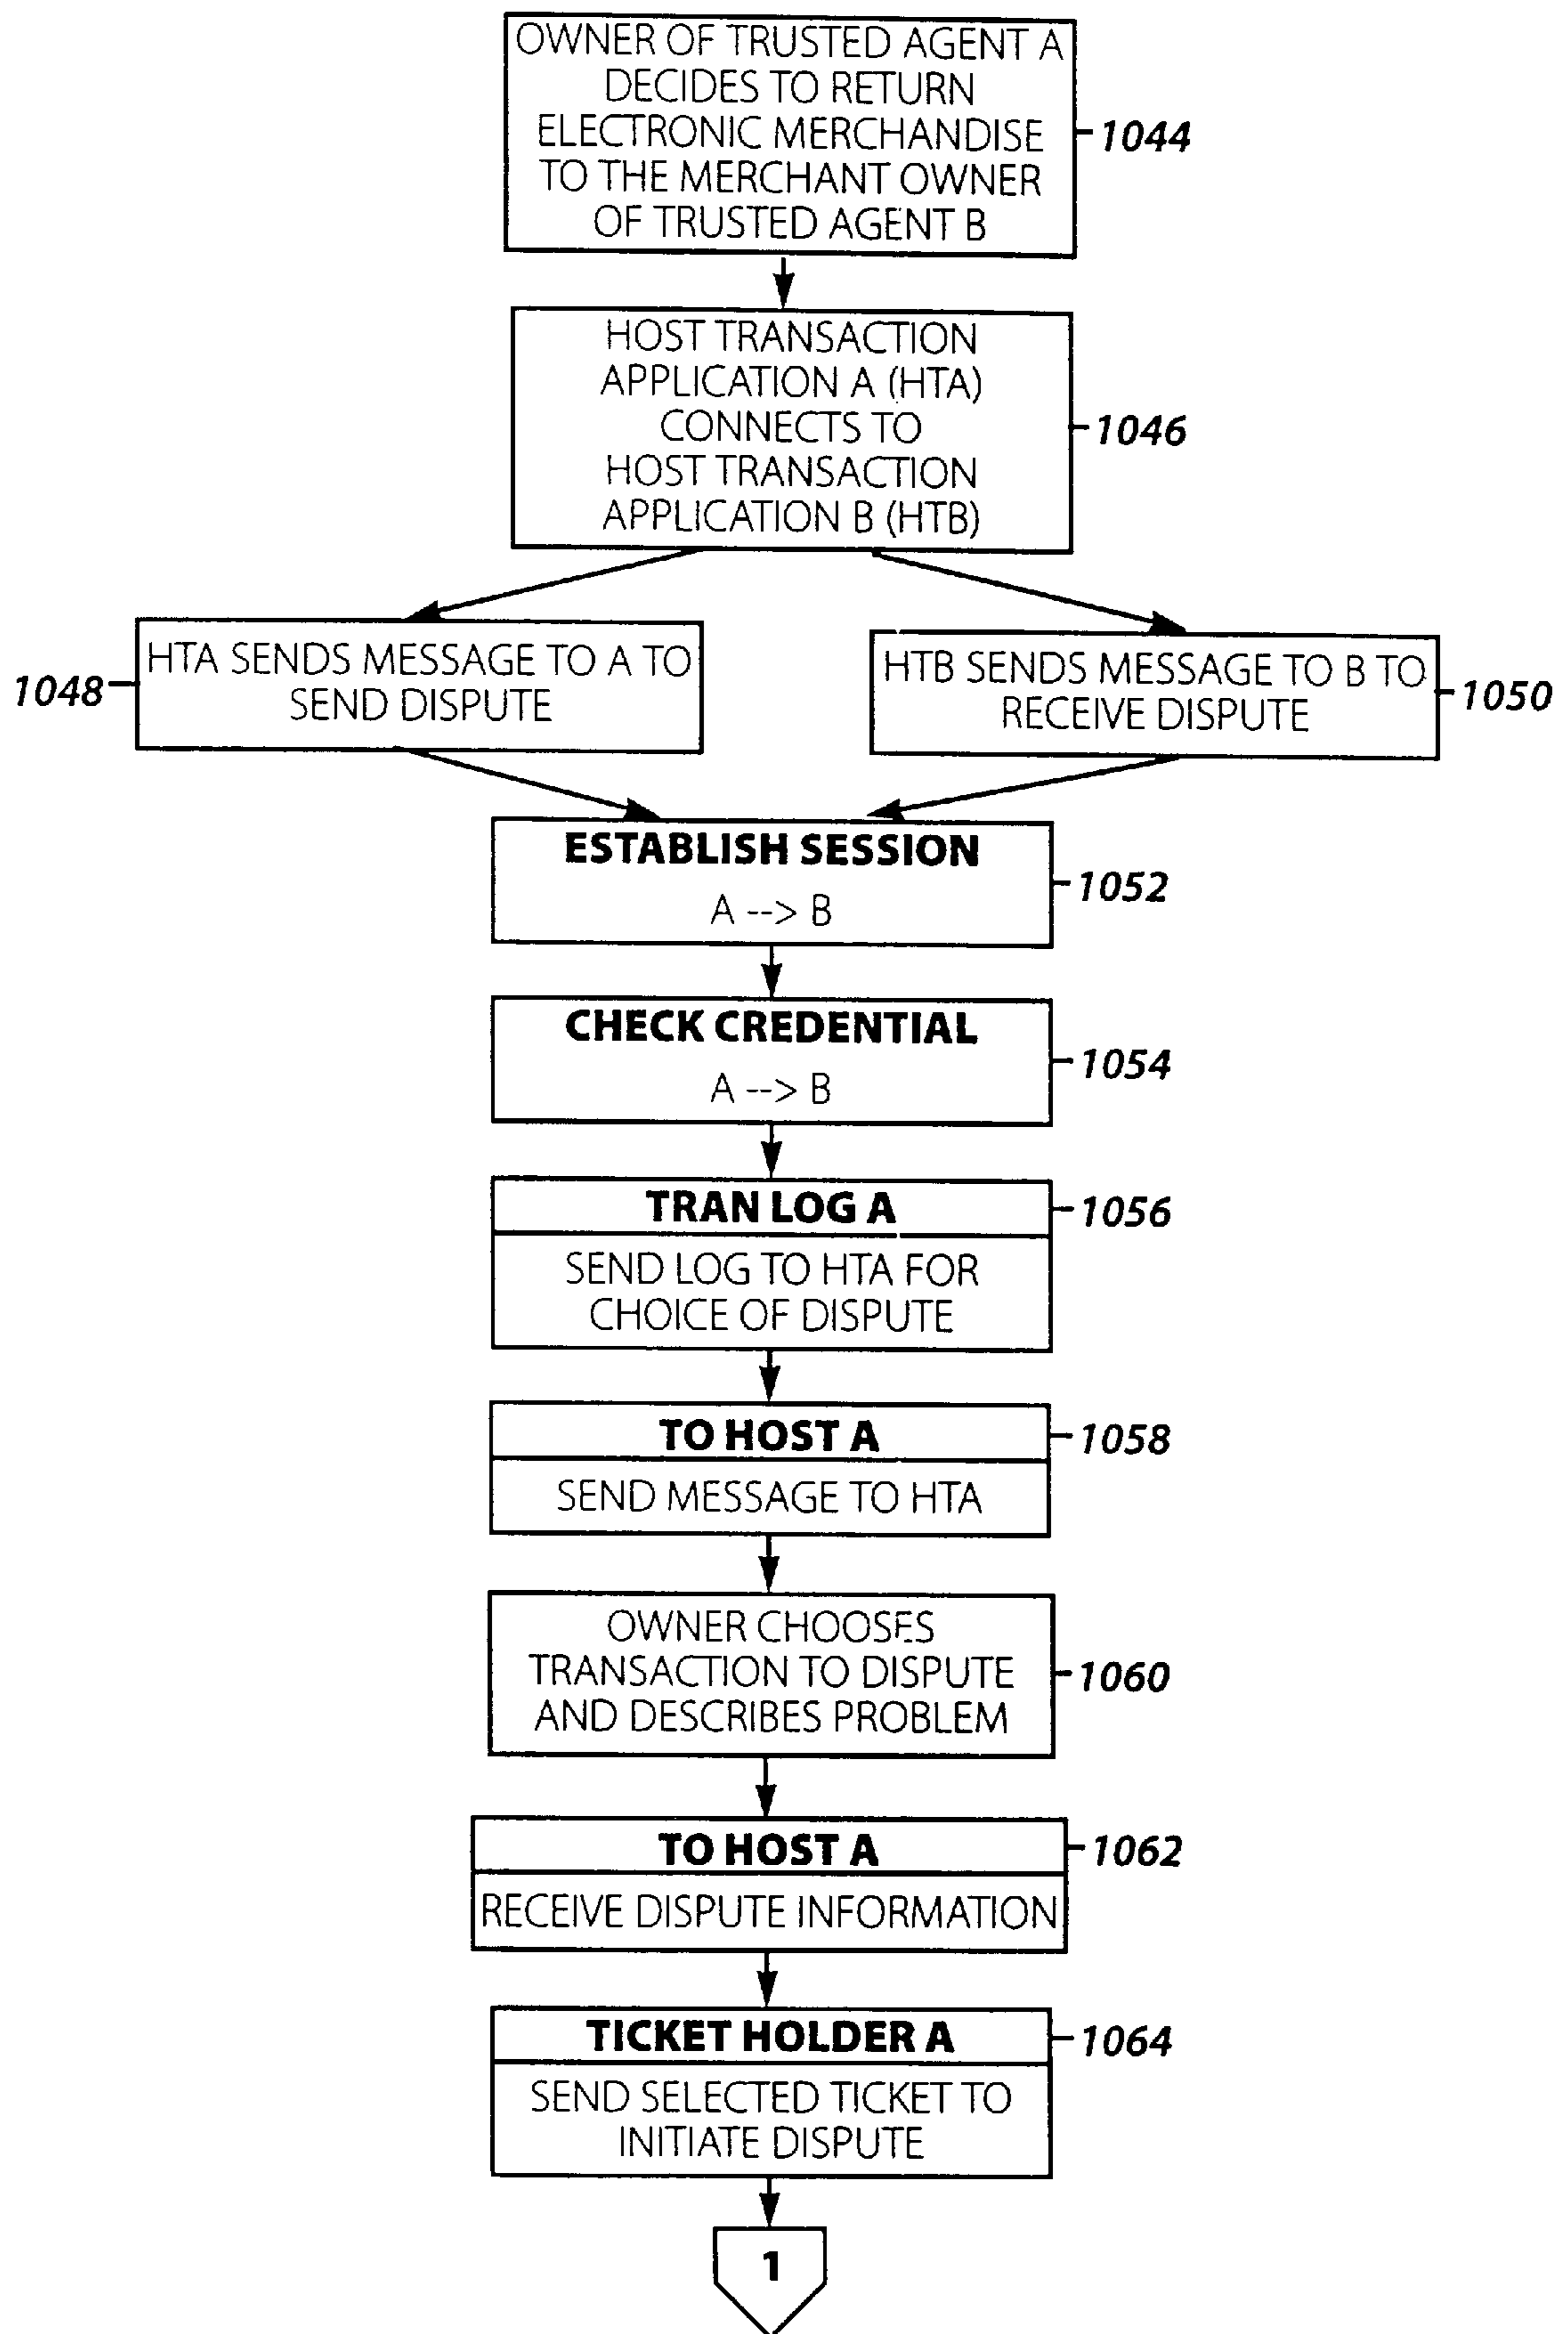 OWNER OF TRUSTED AGENT A
DECIDES TO RETURN
ELECTRONIC MERCHANDISE
TO THE MERCHANT OWNER
OF TRUSTED AGENT B
1044
HOST TRANSACTION
APPLICATION A (HTA)
CONNECTS TO
HOST TRANSACTION
APPLICATION B (HTB)
1046
1048
HTA SENDS MESSAGE TO A TO
SEND DISPUTE
HTB SENDS MESSAGE TO B TO
RECEIVE DISPUTE
1050
ESTABLISH SESSION
A --> B
1052
CHECK CREDENTIAL
A --> B
1054
TRAN LOG A
1056
SEND LOG TO HTA FOR
CHOICE OF DISPUTE
TO HOST A
1058
SEND MESSAGE TO HTA
OWNER CHOOSES
TRANSACTION TO DISPUTE
AND DESCRIBES PROBLEM
1060
TO HOST A
1062
RECEIVE DISPUTE INFORMATION
TICKET HOLDER A
1064
SEND SELECTED TICKET TO
INITIATE DISPUTE
1